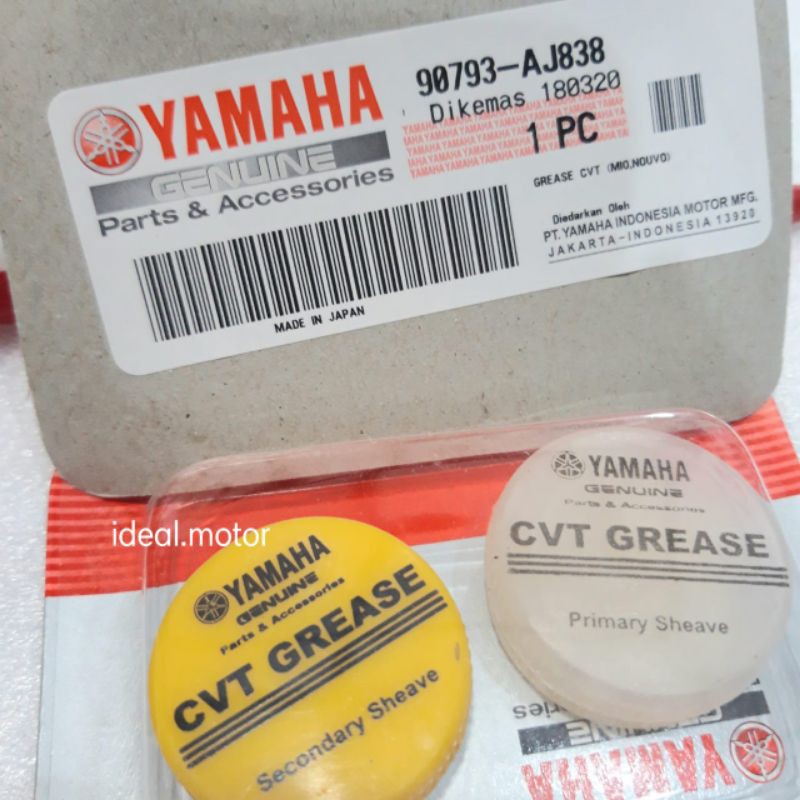 YAMAHA
GENUINE
Parts & Accessories
90793-AJ838
Dikemas 180320
1 PC
GREASE CVT (MIO,NOUVO)
Diedarkan Oleh
PT.YAMAHA INDONESIA MOTOR MFG.
JAKARTA-INDONESIA 13920
MADE IN JAPAN
ideal.motor
YAMAHA
GENUINE
Parts & Accessories
CVT GREASE
Secondary Sheave
YAMAHA
GENUINE
Parts & Accessories
CVT GREASE
Primary Sheave
YAMAHA
GENUINE